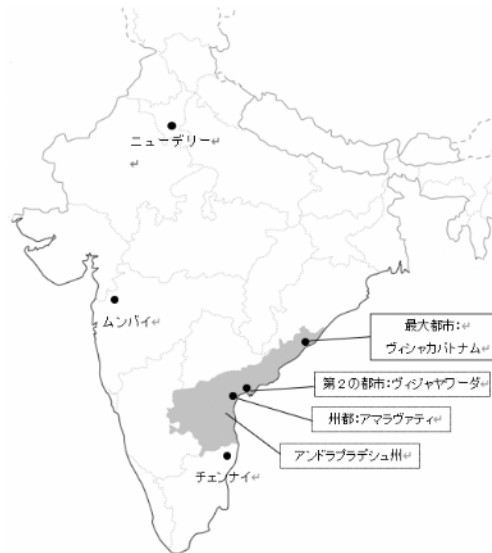 ニューデリー↵
↵
ムンバイ↵
最大都市:↵
ヴィシャカパトナム↵
第2の都市:ヴィジャヤワーダ↵
州都:アマラヴァティ↵
アンドラプラデシュ州↵
チェンナイ↵